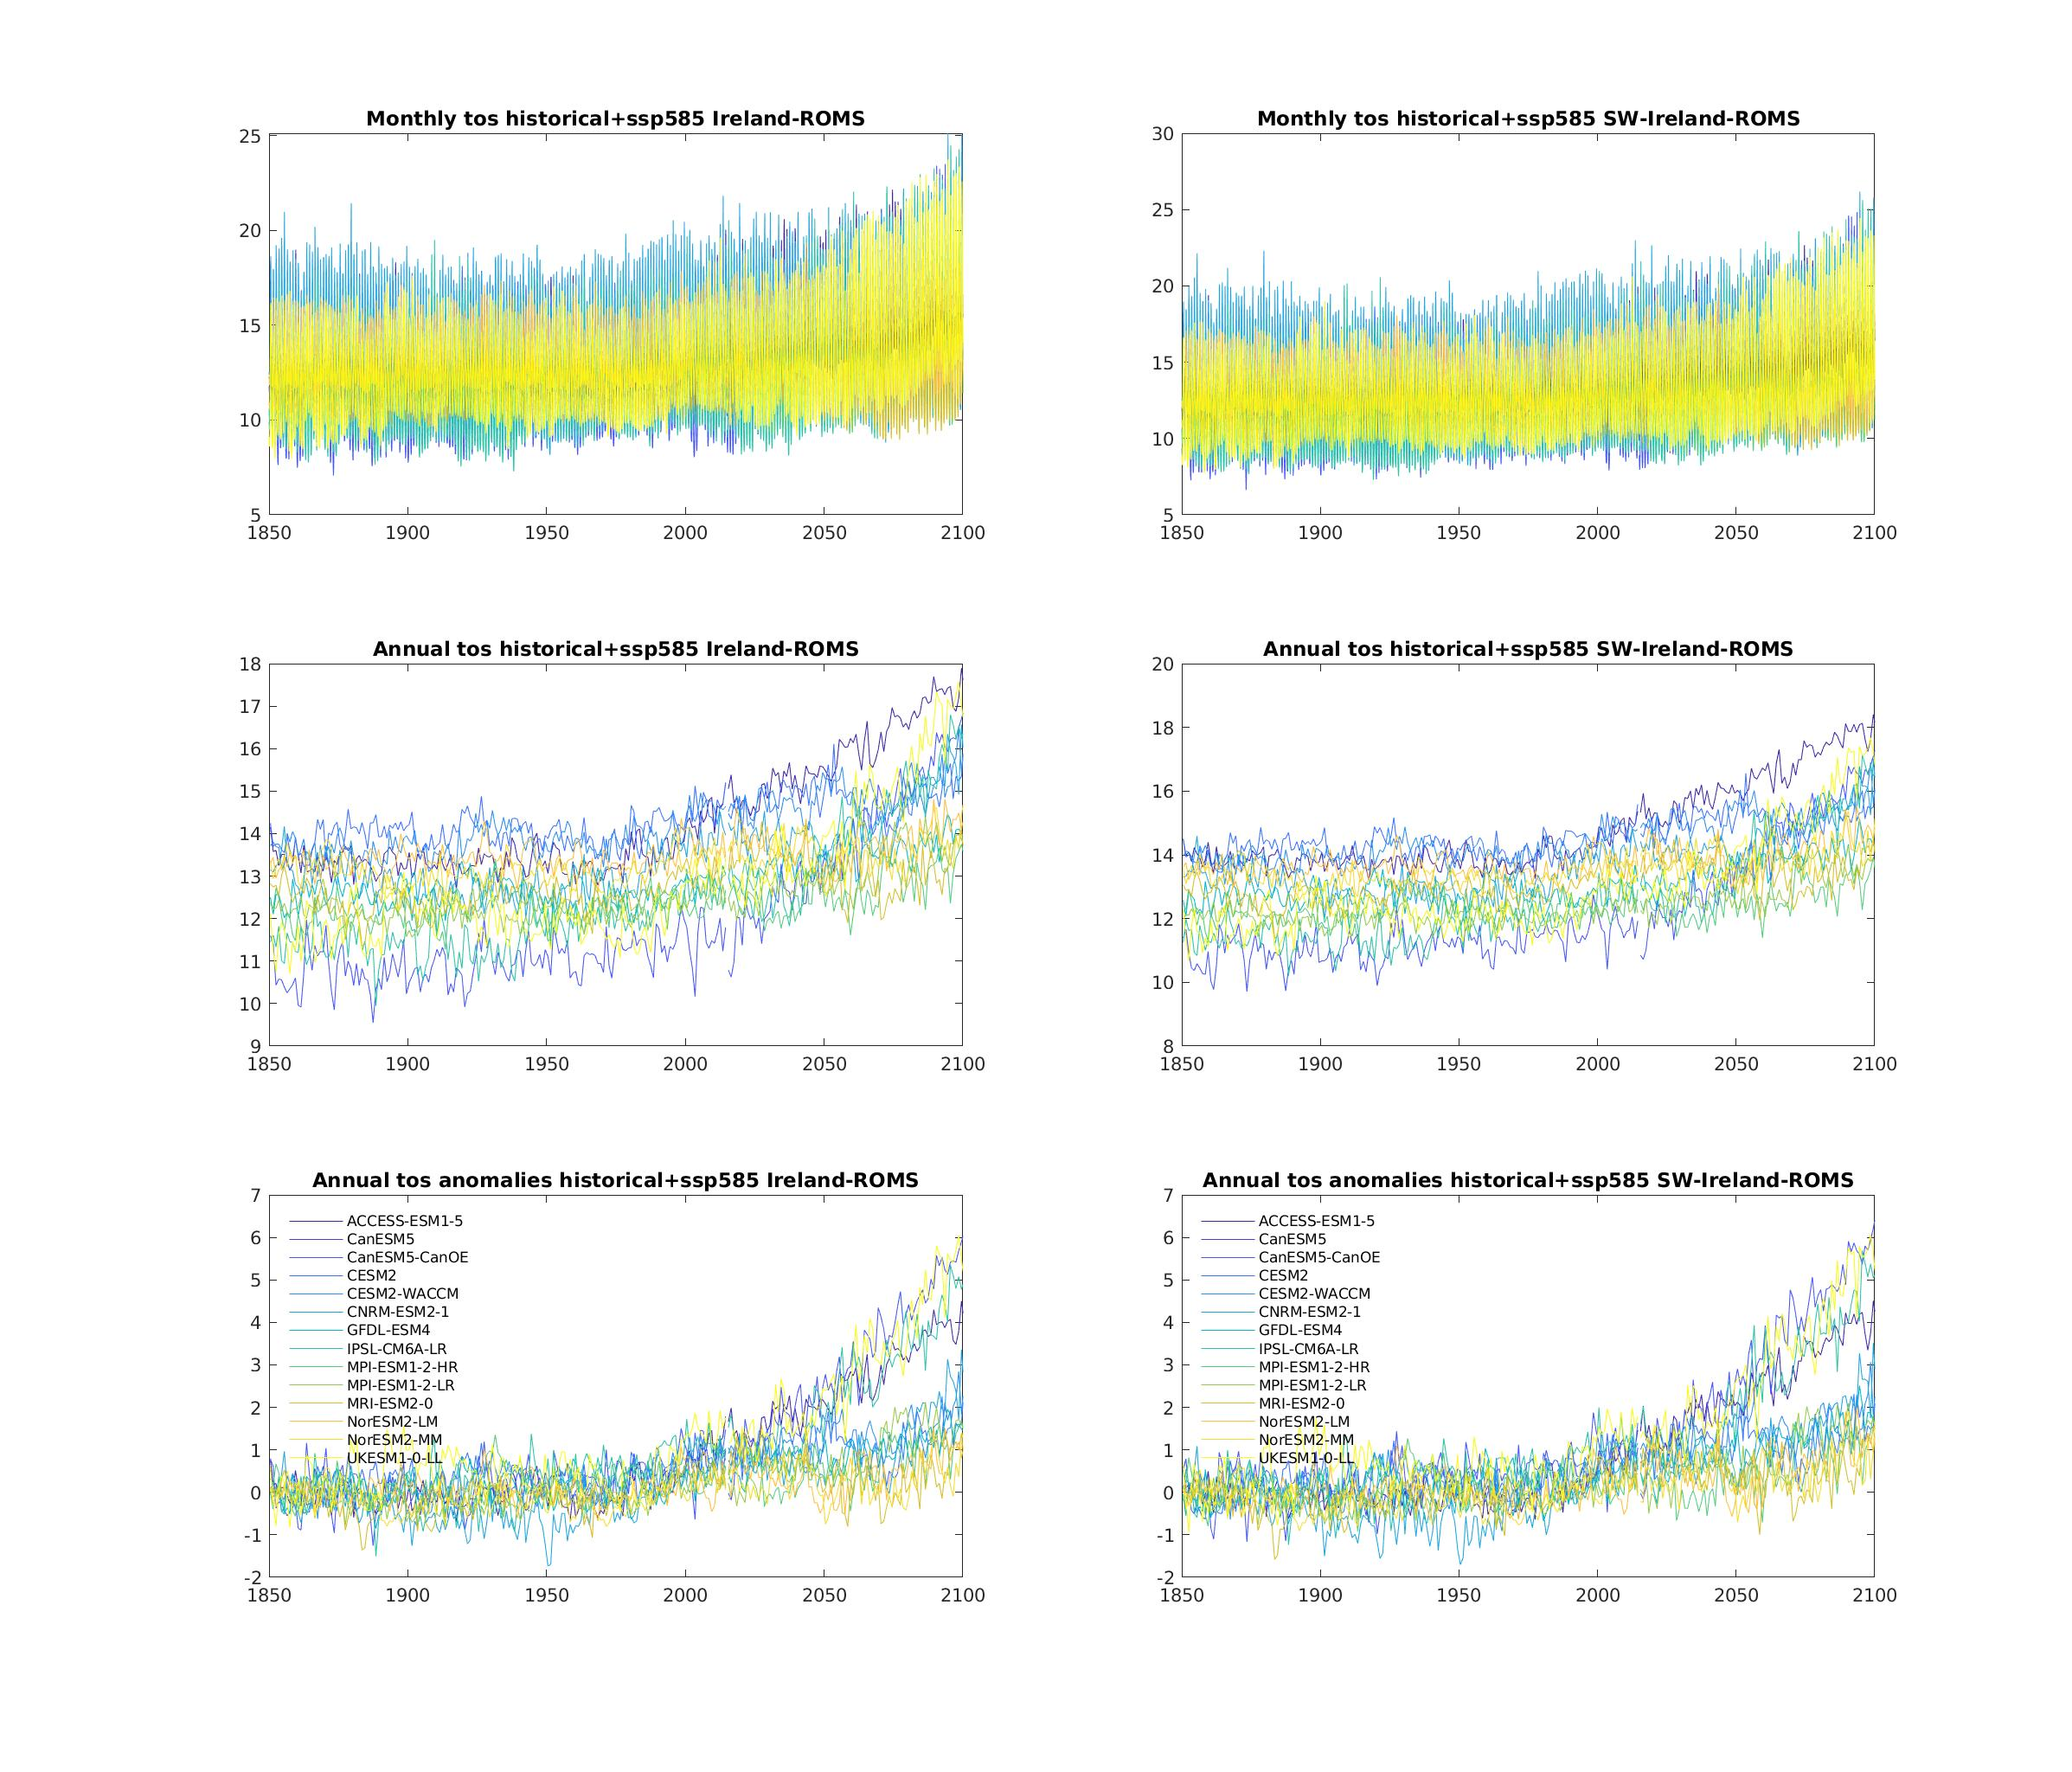 Monthly tos historical+ssp585 Ireland-ROMS
25
20
15
10
5
1850 1900 1950 2000 2050 2100
Monthly tos historical+ssp585 SW-Ireland-ROMS
30
25
20
15
10
5
1850 1900 1950 2000 2050 2100
Annual tos historical+ssp585 Ireland-ROMS
18
17
16
15
14
13
12
11
10
9
1850 1900 1950 2000 2050 2100
Annual tos historical+ssp585 SW-Ireland-ROMS
20
18
16
14
12
10
8
1850 1900 1950 2000 2050 2100
Annual tos anomalies historical+ssp585 Ireland-ROMS
7
6
5
4
3
2
1
0
-1
-2
ACCESS-ESM1-5
CanESM5
CanESM5-CanOE
CESM2
CESM2-WACCM
CNRM-ESM2-1
GFDL-ESM4
IPSL-CM6A-LR
MPI-ESM1-2-HR
MPI-ESM1-2-LR
MRI-ESM2-0
NorESM2-LM
NorESM2-MM
UKESM1-0-LL
1850 1900 1950 2000 2050 2100
Annual tos anomalies historical+ssp585 SW-Ireland-ROMS
7
6
5
4
3
2
1
0
-1
-2
ACCESS-ESM1-5
CanESM5
CanESM5-CanOE
CESM2
CESM2-WACCM
CNRM-ESM2-1
GFDL-ESM4
IPSL-CM6A-LR
MPI-ESM1-2-HR
MPI-ESM1-2-LR
MRI-ESM2-0
NorESM2-LM
NorESM2-MM
UKESM1-0-LL
1850 1900 1950 2000 2050 2100